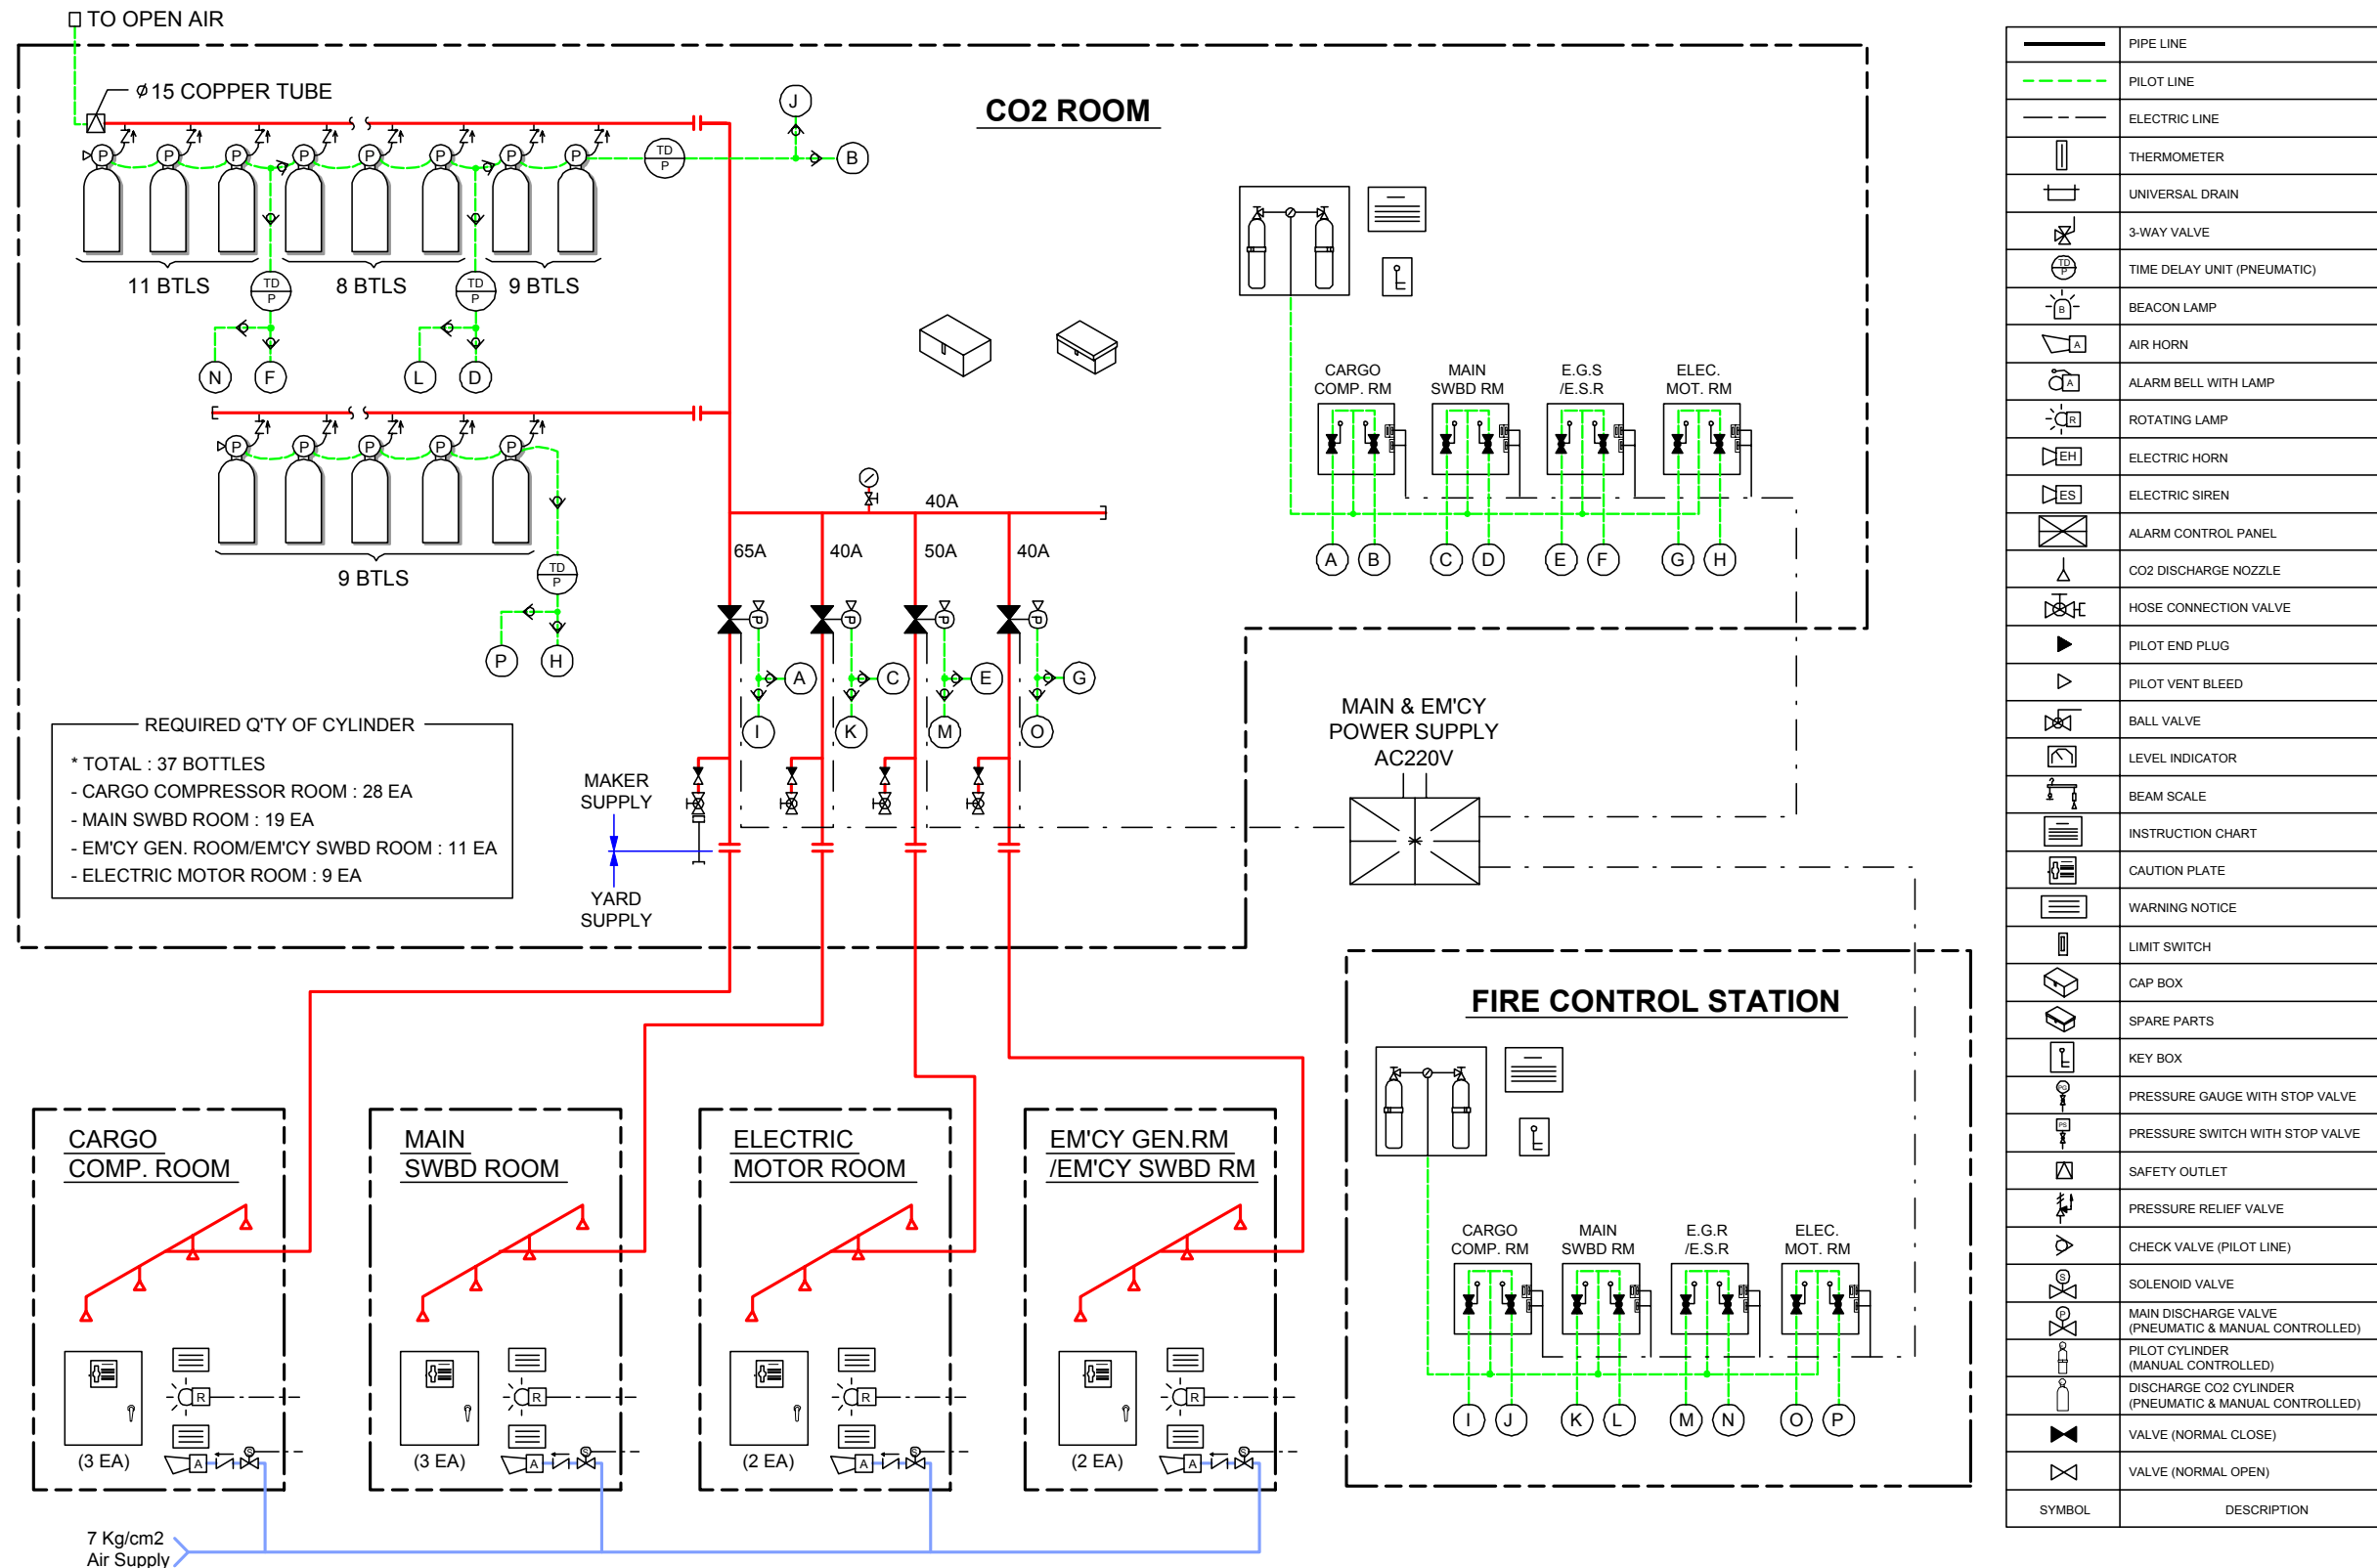 TO OPEN AIR
Ø15 COPPER TUBE
CO2 ROOM
J
B
P P P P P P P P
TD
P
11 BTLS
8 BTLS
9 BTLS
TD
P
TD
P
N
F
L
D
P P P P P
9 BTLS
TD
P
P
H
40A
65A
40A
50A
40A
P
P
P
P
A
C
E
G
I
K
M
O
CARGO
COMP. RM
MAIN
SWBD RM
E.G.S
/E.S.R
ELEC.
MOT. RM
A
B
C
D
E
F
G
H
REQUIRED Q'TY OF CYLINDER
* TOTAL : 37 BOTTLES
- CARGO COMPRESSOR ROOM : 28 EA
- MAIN SWBD ROOM : 19 EA
- EM'CY GEN. ROOM/EM'CY SWBD ROOM : 11 EA
- ELECTRIC MOTOR ROOM : 9 EA
MAKER
SUPPLY
YARD
SUPPLY
MAIN & EM'CY
POWER SUPPLY
AC220V
FIRE CONTROL STATION
CARGO
COMP. RM
MAIN
SWBD RM
E.G.R
/E.S.R
ELEC.
MOT. RM
I
J
K
L
M
N
O
P
CARGO
COMP. ROOM
R
(3 EA)
A
S
MAIN
SWBD ROOM
R
(3 EA)
A
S
ELECTRIC
MOTOR ROOM
R
(2 EA)
A
S
EM'CY GEN.RM
/EM'CY SWBD RM
R
(2 EA)
A
S
7 Kg/cm2
Air Supply
PIPE LINE
PILOT LINE
ELECTRIC LINE
THERMOMETER
UNIVERSAL DRAIN
3-WAY VALVE
TD
P
TIME DELAY UNIT (PNEUMATIC)
B
BEACON LAMP
A
AIR HORN
A
ALARM BELL WITH LAMP
R
ROTATING LAMP
EH
ELECTRIC HORN
ES
ELECTRIC SIREN
ALARM CONTROL PANEL
CO2 DISCHARGE NOZZLE
HOSE CONNECTION VALVE
PILOT END PLUG
PILOT VENT BLEED
BALL VALVE
LEVEL INDICATOR
BEAM SCALE
INSTRUCTION CHART
CAUTION PLATE
WARNING NOTICE
LIMIT SWITCH
CAP BOX
SPARE PARTS
KEY BOX
PG
PRESSURE GAUGE WITH STOP VALVE
PS
PRESSURE SWITCH WITH STOP VALVE
SAFETY OUTLET
PRESSURE RELIEF VALVE
CHECK VALVE (PILOT LINE)
S
SOLENOID VALVE
P
MAIN DISCHARGE VALVE
(PNEUMATIC & MANUAL CONTROLLED)
PILOT CYLINDER
(MANUAL CONTROLLED)
DISCHARGE CO2 CYLINDER
(PNEUMATIC & MANUAL CONTROLLED)
VALVE (NORMAL CLOSE)
VALVE (NORMAL OPEN)
SYMBOL
DESCRIPTION